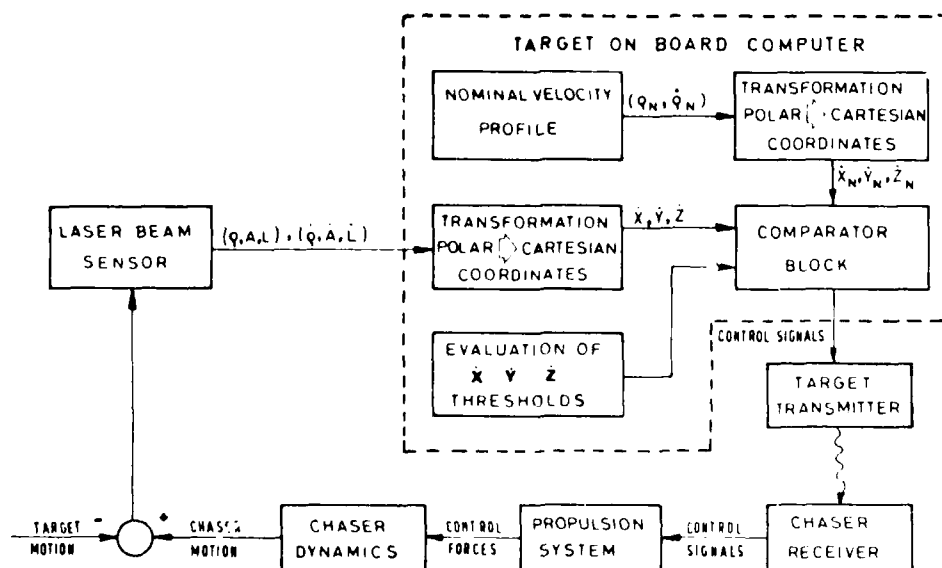 TARGET ON BOARD COMPUTER
NOMINAL VELOCITY
PROFILE
(ρN, ρ̇N)
TRANSFORMATION
POLAR ⇨ CARTESIAN
COORDINATES
ẊN, ẎN, ŻN
LASER BEAM
SENSOR
(ρ,A,L), (ρ̇,Ȧ,L̇)
TRANSFORMATION
POLAR ⇨ CARTESIAN
COORDINATES
Ẋ, Ẏ, Ż
COMPARATOR
BLOCK
EVALUATION OF
Ẋ Ẏ Ż
THRESHOLDS
CONTROL SIGNALS
TARGET
TRANSMITTER
TARGET
MOTION
-
+
CHASER
MOTION
CHASER
DYNAMICS
CONTROL
FORCES
PROPULSION
SYSTEM
CONTROL
SIGNALS
CHASER
RECEIVER